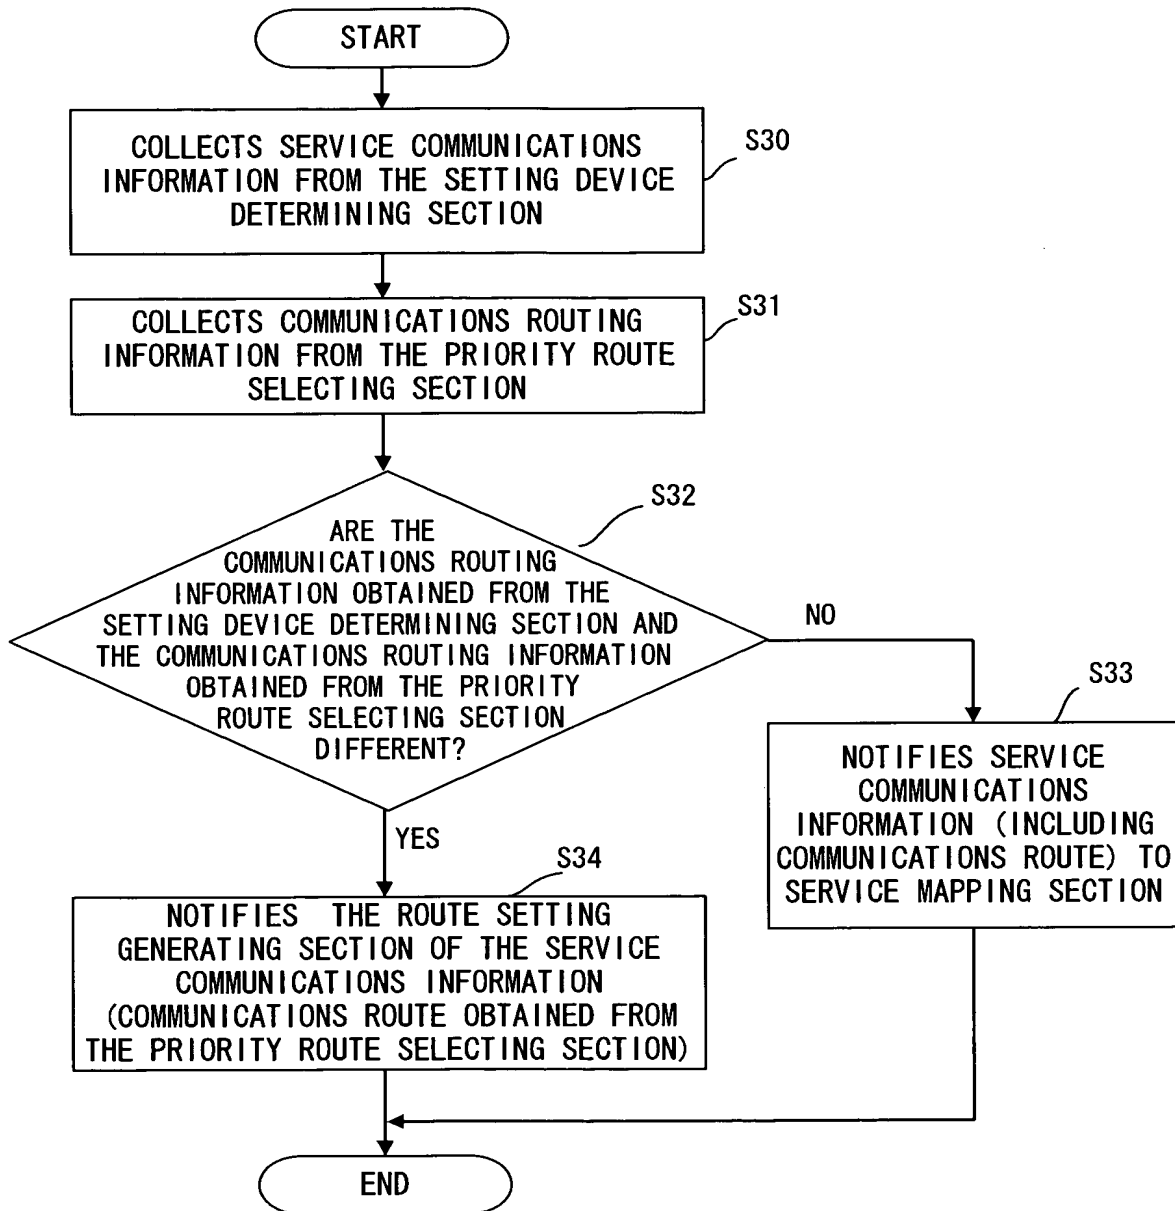 START
COLLECTS SERVICE COMMUNICATIONS
INFORMATION FROM THE SETTING DEVICE
DETERMINING SECTION
S30
COLLECTS COMMUNICATIONS ROUTING
INFORMATION FROM THE PRIORITY ROUTE
SELECTING SECTION
S31
ARE THE
COMMUNICATIONS ROUTING
INFORMATION OBTAINED FROM THE
SETTING DEVICE DETERMINING SECTION AND
THE COMMUNICATIONS ROUTING INFORMATION
OBTAINED FROM THE PRIORITY
ROUTE SELECTING SECTION
DIFFERENT?
S32
NO
S33
NOTIFIES SERVICE
COMMUNICATIONS
INFORMATION (INCLUDING
COMMUNICATIONS ROUTE) TO
SERVICE MAPPING SECTION
YES
S34
NOTIFIES THE ROUTE SETTING
GENERATING SECTION OF THE SERVICE
COMMUNICATIONS INFORMATION
(COMMUNICATIONS ROUTE OBTAINED FROM
THE PRIORITY ROUTE SELECTING SECTION)
END